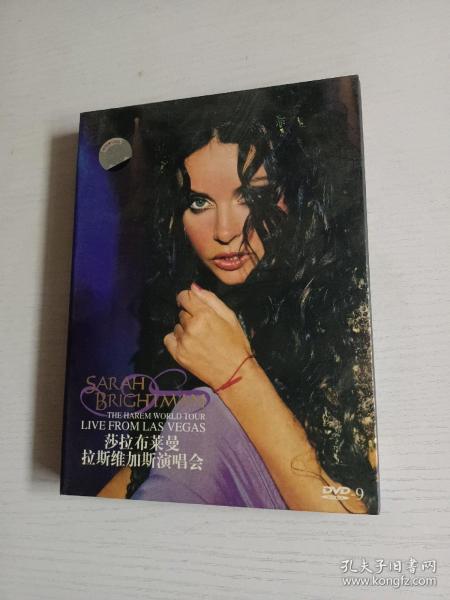 SARAH
BRIGHTMAN
THE HAREM WORLD TOUR
LIVE FROM LAS VEGAS
莎拉布莱曼
拉斯维加斯演唱会
DVD-9
孔夫子旧书网
www.kongfz.com